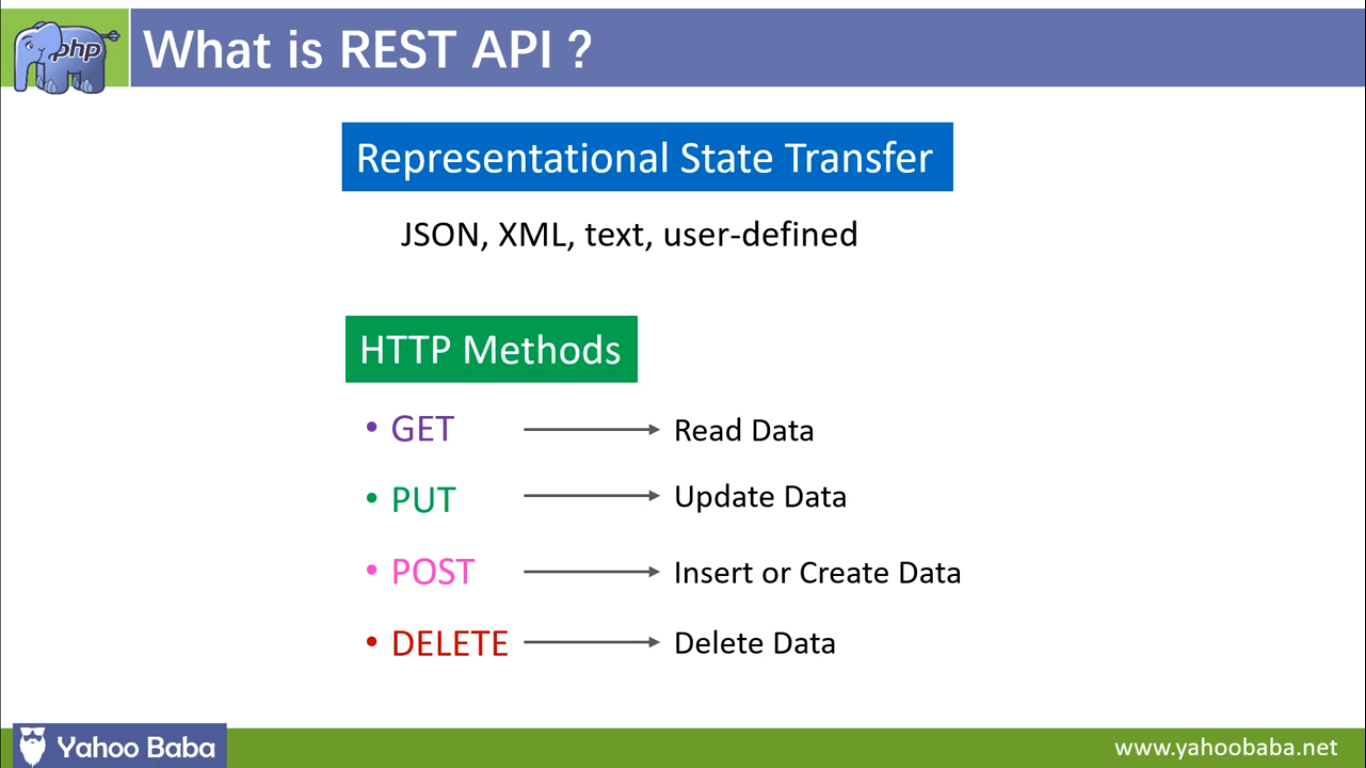 php
What is REST API ?
Representational State Transfer
JSON, XML, text, user-defined
HTTP Methods
• GET Read Data
• PUT Update Data
• POST Insert or Create Data
• DELETE Delete Data
Yahoo Baba
www.yahoobaba.net